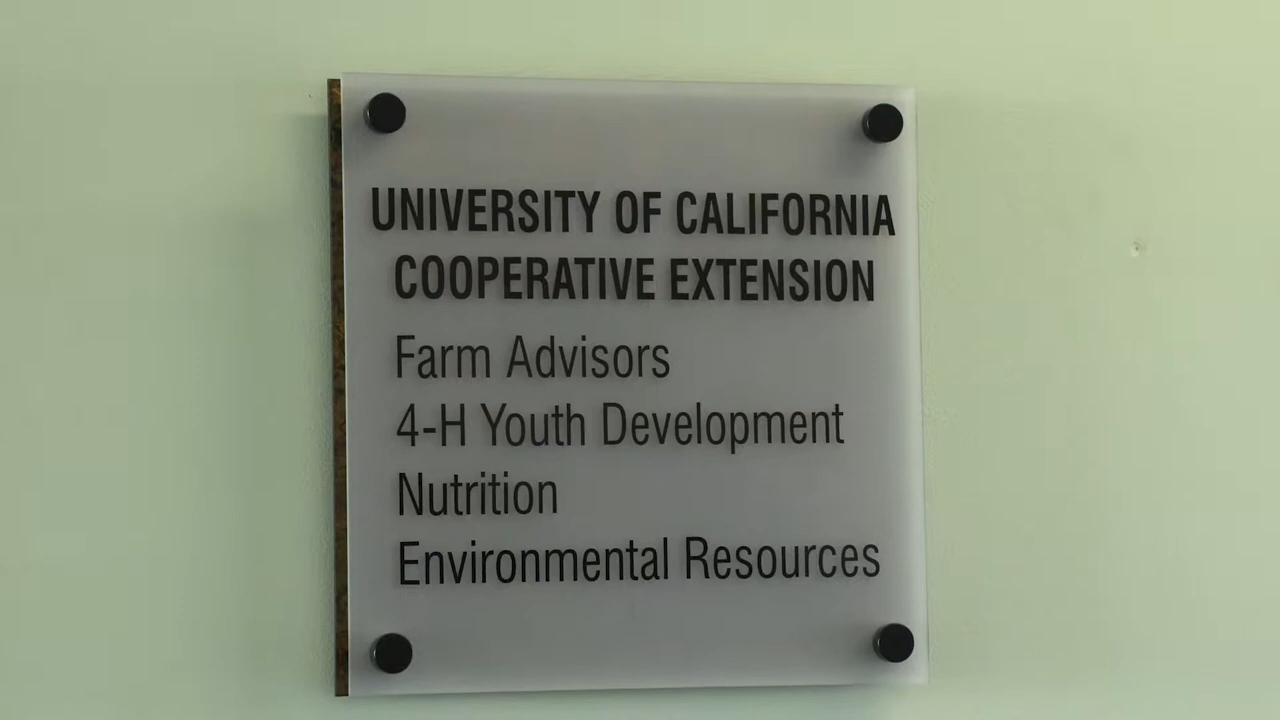 UNIVERSITY OF CALIFORNIA
COOPERATIVE EXTENSION
Farm Advisors
4-H Youth Development
Nutrition
Environmental Resources